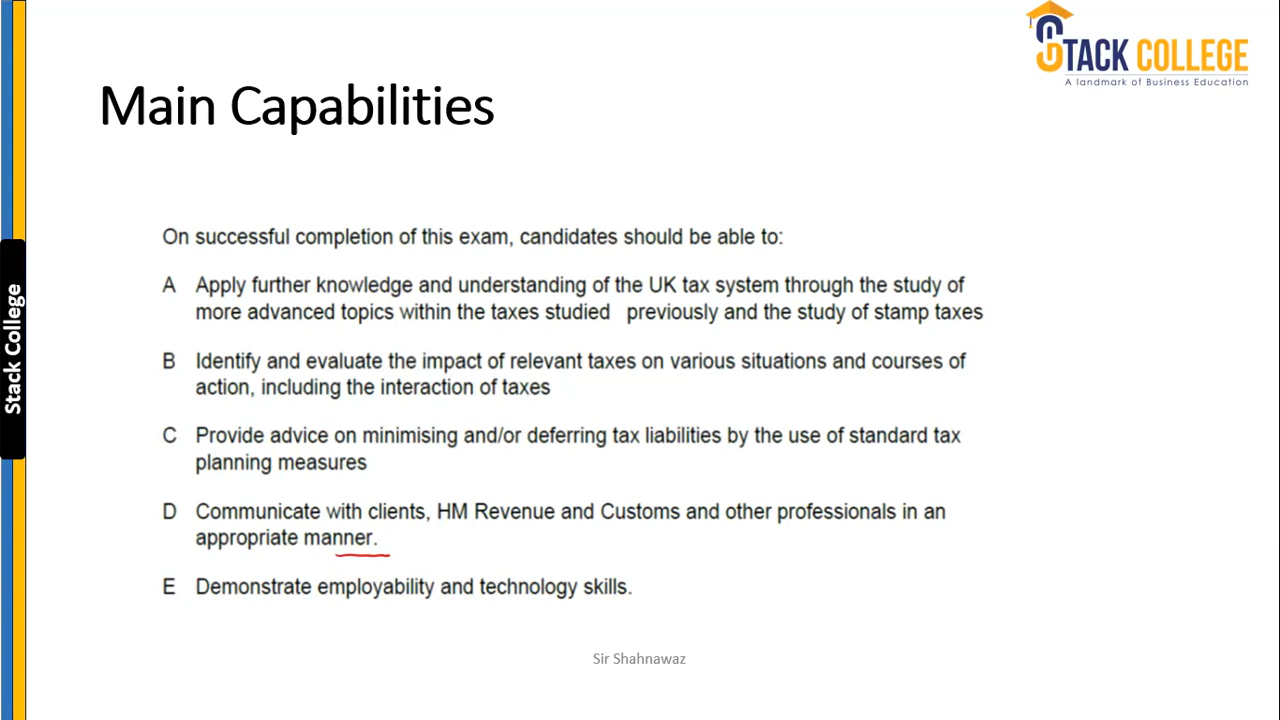 STACK COLLEGE
A landmark of Business Education
Main Capabilities
On successful completion of this exam, candidates should be able to:
A Apply further knowledge and understanding of the UK tax system through the study of
more advanced topics within the taxes studied previously and the study of stamp taxes
B Identify and evaluate the impact of relevant taxes on various situations and courses of
action, including the interaction of taxes
C Provide advice on minimising and/or deferring tax liabilities by the use of standard tax
planning measures
D Communicate with clients, HM Revenue and Customs and other professionals in an
appropriate manner.
E Demonstrate employability and technology skills.
Stack College
Sir Shahnawaz